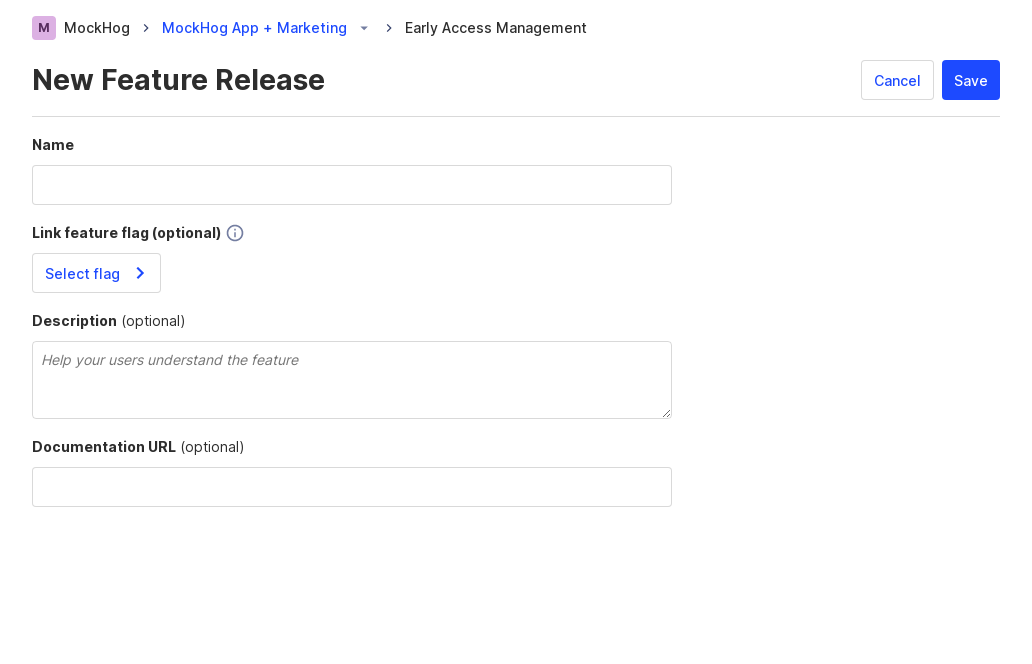 M MockHog MockHog App + Marketing Early Access Management
New Feature Release
Cancel Save
Name
Link feature flag (optional)
Select flag
Description (optional)
Help your users understand the feature
Documentation URL (optional)